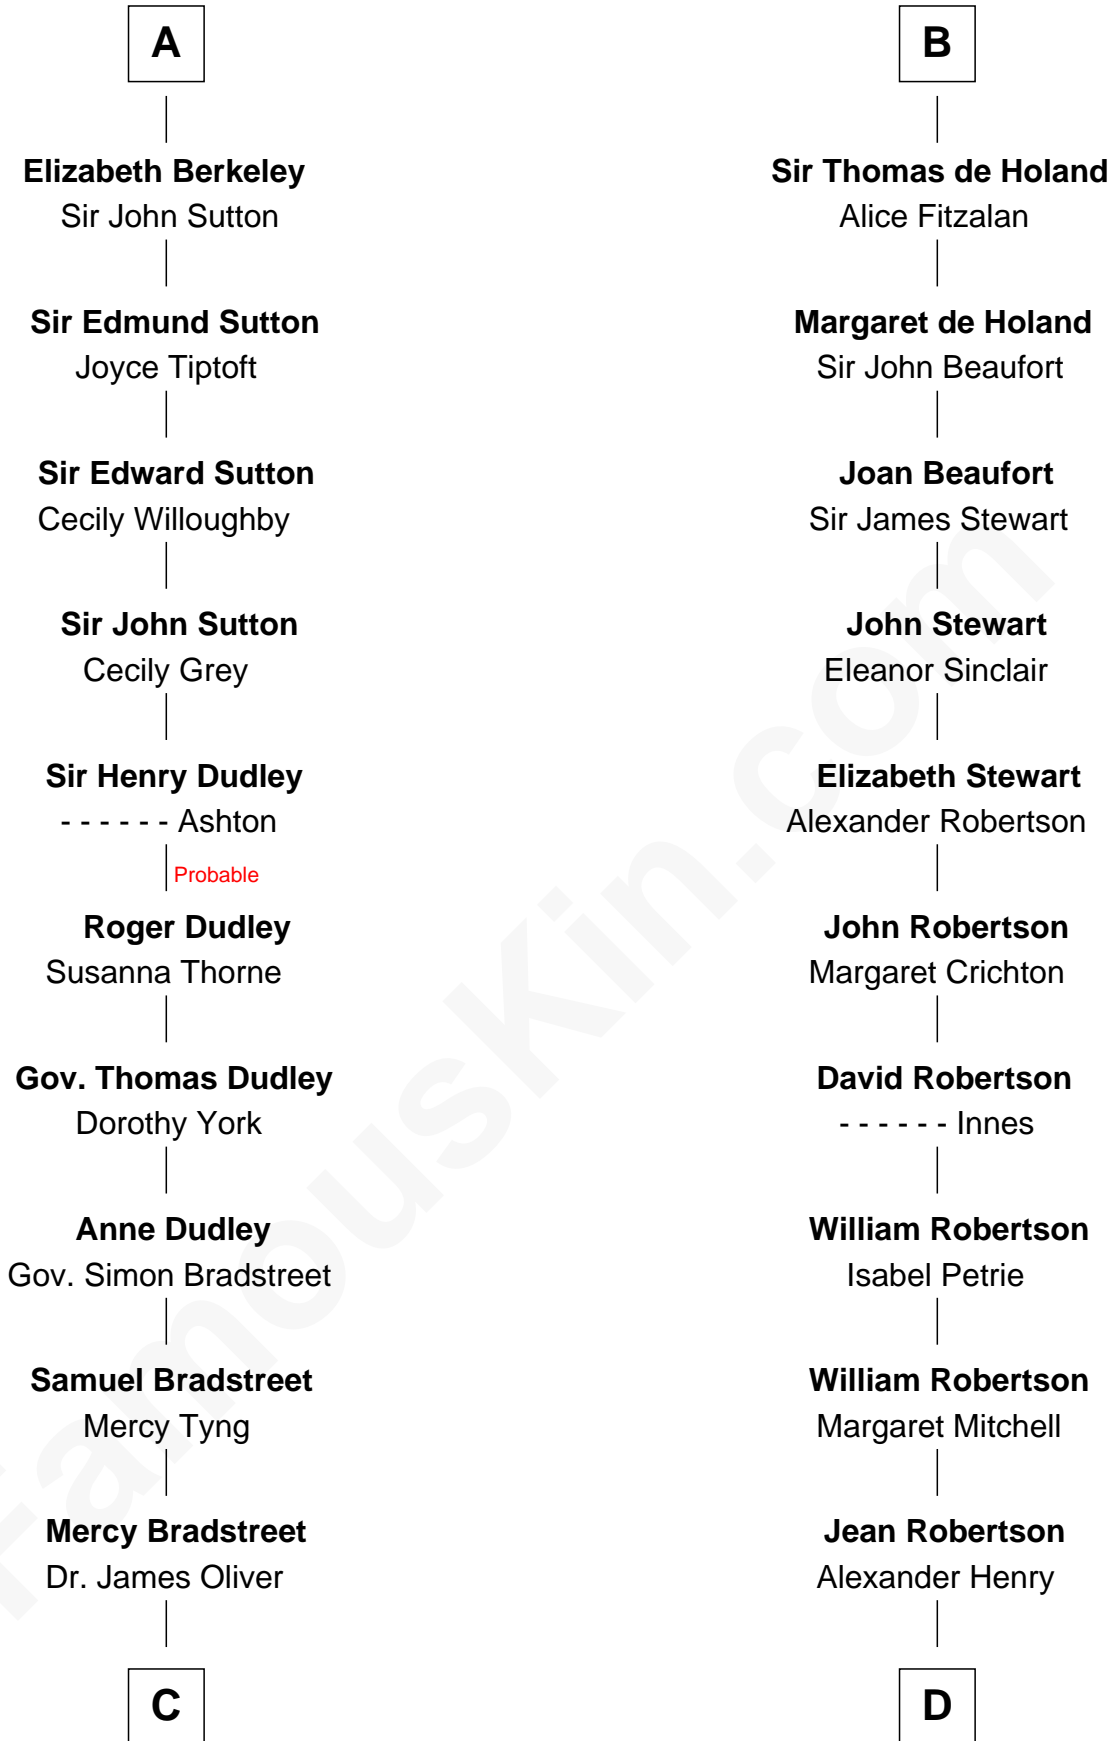 A
Elizabeth Berkeley
Sir John Sutton
Sir Edmund Sutton
Joyce Tiptoft
Sir Edward Sutton
Cecily Willoughby
Sir John Sutton
Cecily Grey
Sir Henry Dudley
- - - - - - Ashton
Probable
Roger Dudley
Susanna Thorne
Gov. Thomas Dudley
Dorothy York
Anne Dudley
Gov. Simon Bradstreet
Samuel Bradstreet
Mercy Tyng
Mercy Bradstreet
Dr. James Oliver
C
B
Sir Thomas de Holand
Alice Fitzalan
Margaret de Holand
Sir John Beaufort
Joan Beaufort
Sir James Stewart
John Stewart
Eleanor Sinclair
Elizabeth Stewart
Alexander Robertson
John Robertson
Margaret Crichton
David Robertson
- - - - - - Innes
William Robertson
Isabel Petrie
William Robertson
Margaret Mitchell
Jean Robertson
Alexander Henry
D
FamousKin.com